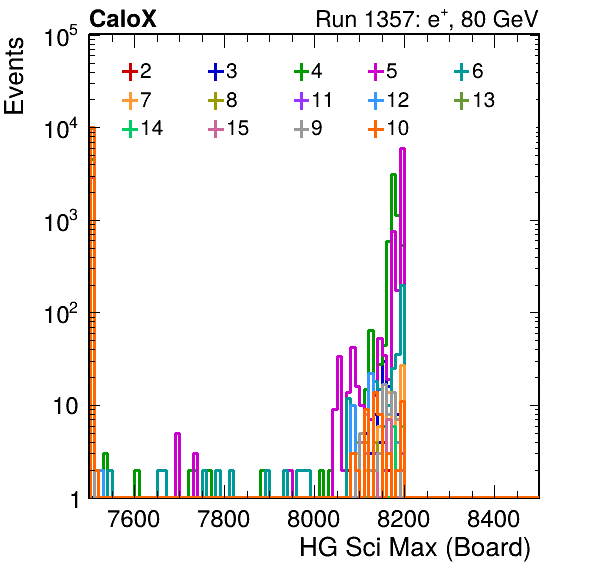 CaloX Run 1357: e⁺, 80 GeV
Events
10⁵
10⁴
10³
10²
10
1
2 3 4 5 6
7 8 11 12 13
14 15 9 10
7600 7800 8000 8200 8400
HG Sci Max (Board)